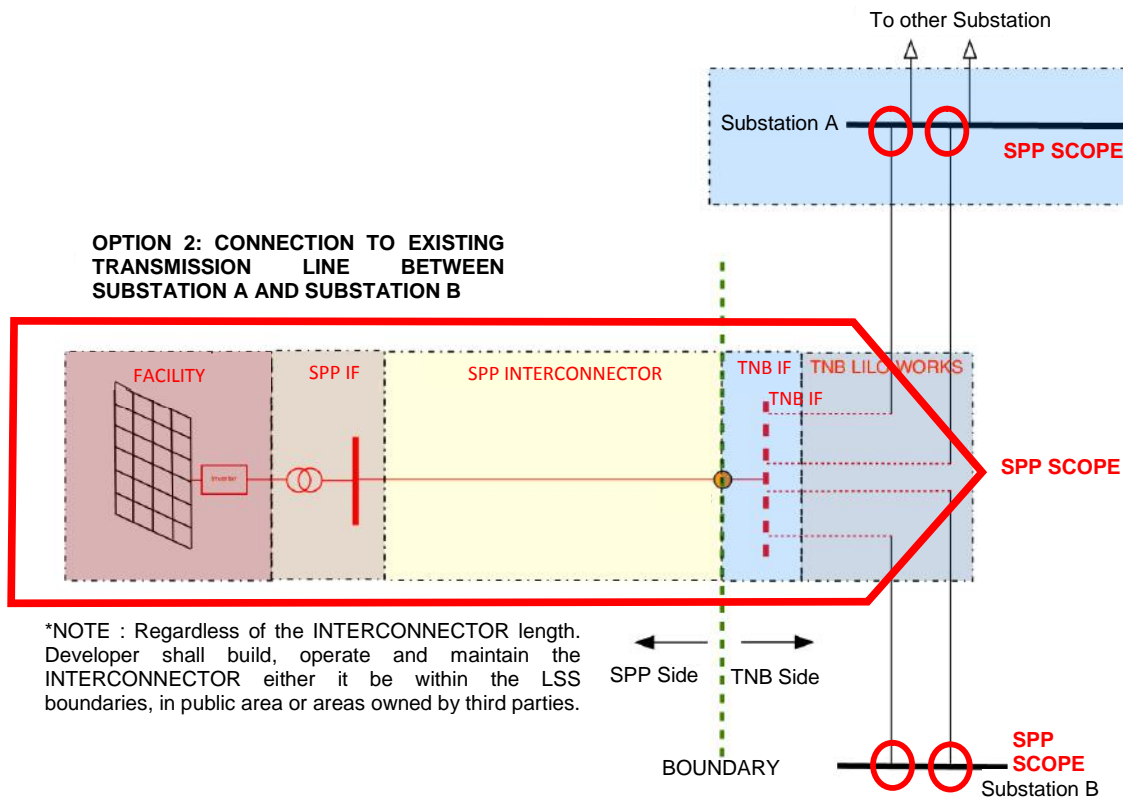 To other Substation
Substation A
SPP SCOPE
OPTION 2: CONNECTION TO EXISTING
TRANSMISSION LINE BETWEEN
SUBSTATION A AND SUBSTATION B
FACILITY
SPP IF
SPP INTERCONNECTOR
TNB IF
TNB LILO WORKS
TNB IF
Inverter
SPP SCOPE
*NOTE : Regardless of the INTERCONNECTOR length.
Developer shall build, operate and maintain the
INTERCONNECTOR either it be within the LSS
boundaries, in public area or areas owned by third parties.
SPP Side
TNB Side
BOUNDARY
SPP
SCOPE
Substation B